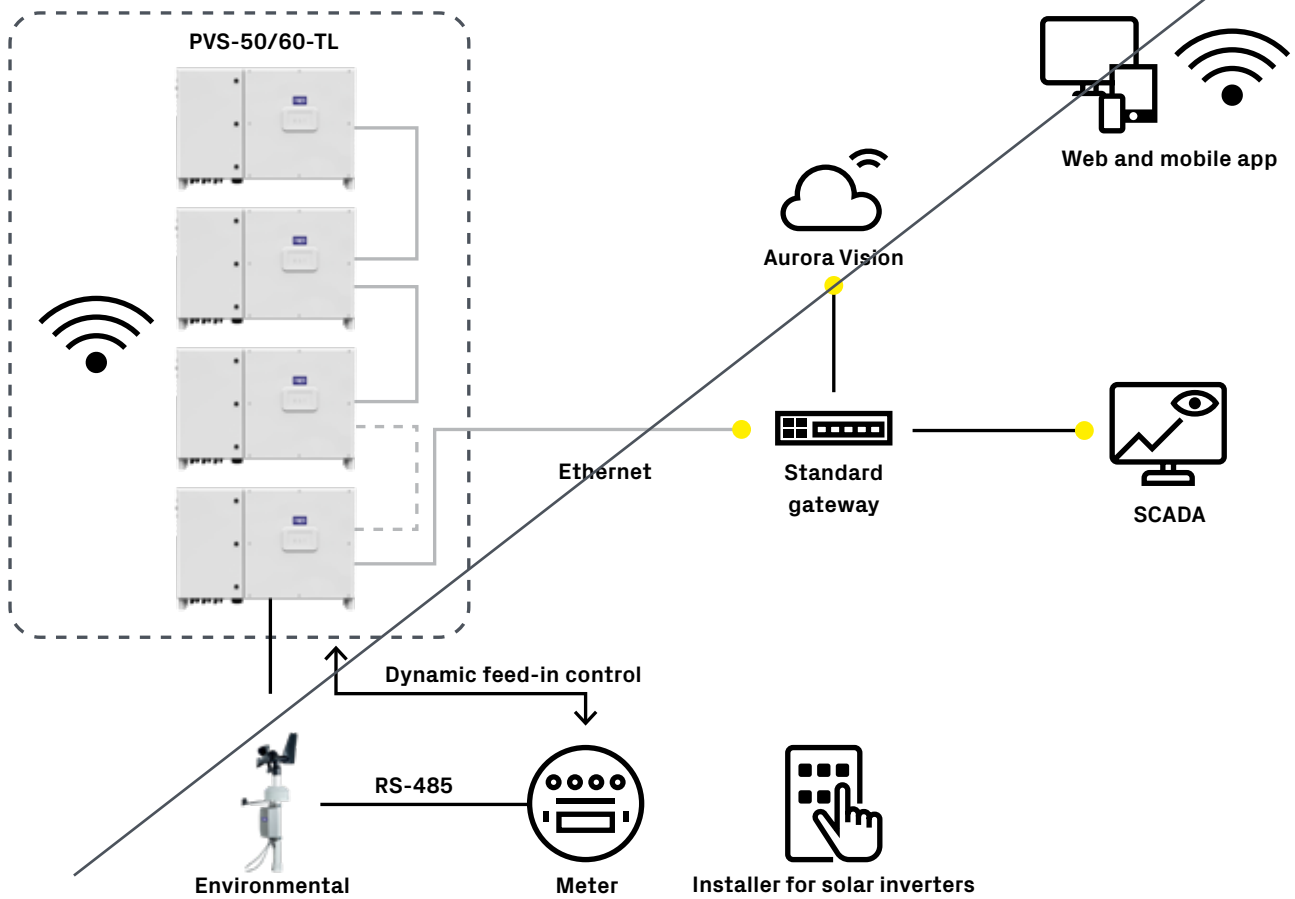 PVS-50/60-TL
Web and mobile app
Aurora Vision
Ethernet
Standard
gateway
SCADA
Dynamic feed-in control
RS-485
Environmental
Meter
Installer for solar inverters